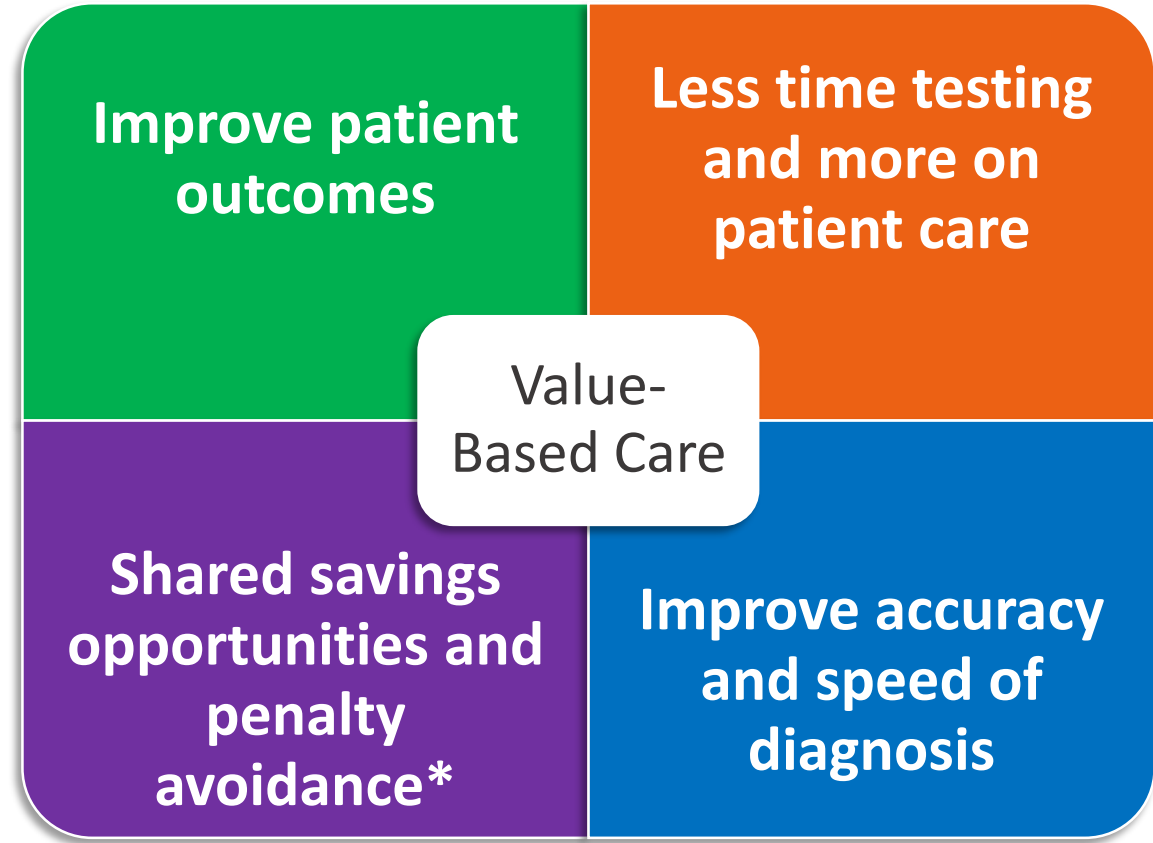 Improve patient
outcomes
Less time testing
and more on
patient care
Value-
Based Care
Shared savings
opportunities and
penalty
avoidance*
Improve accuracy
and speed of
diagnosis